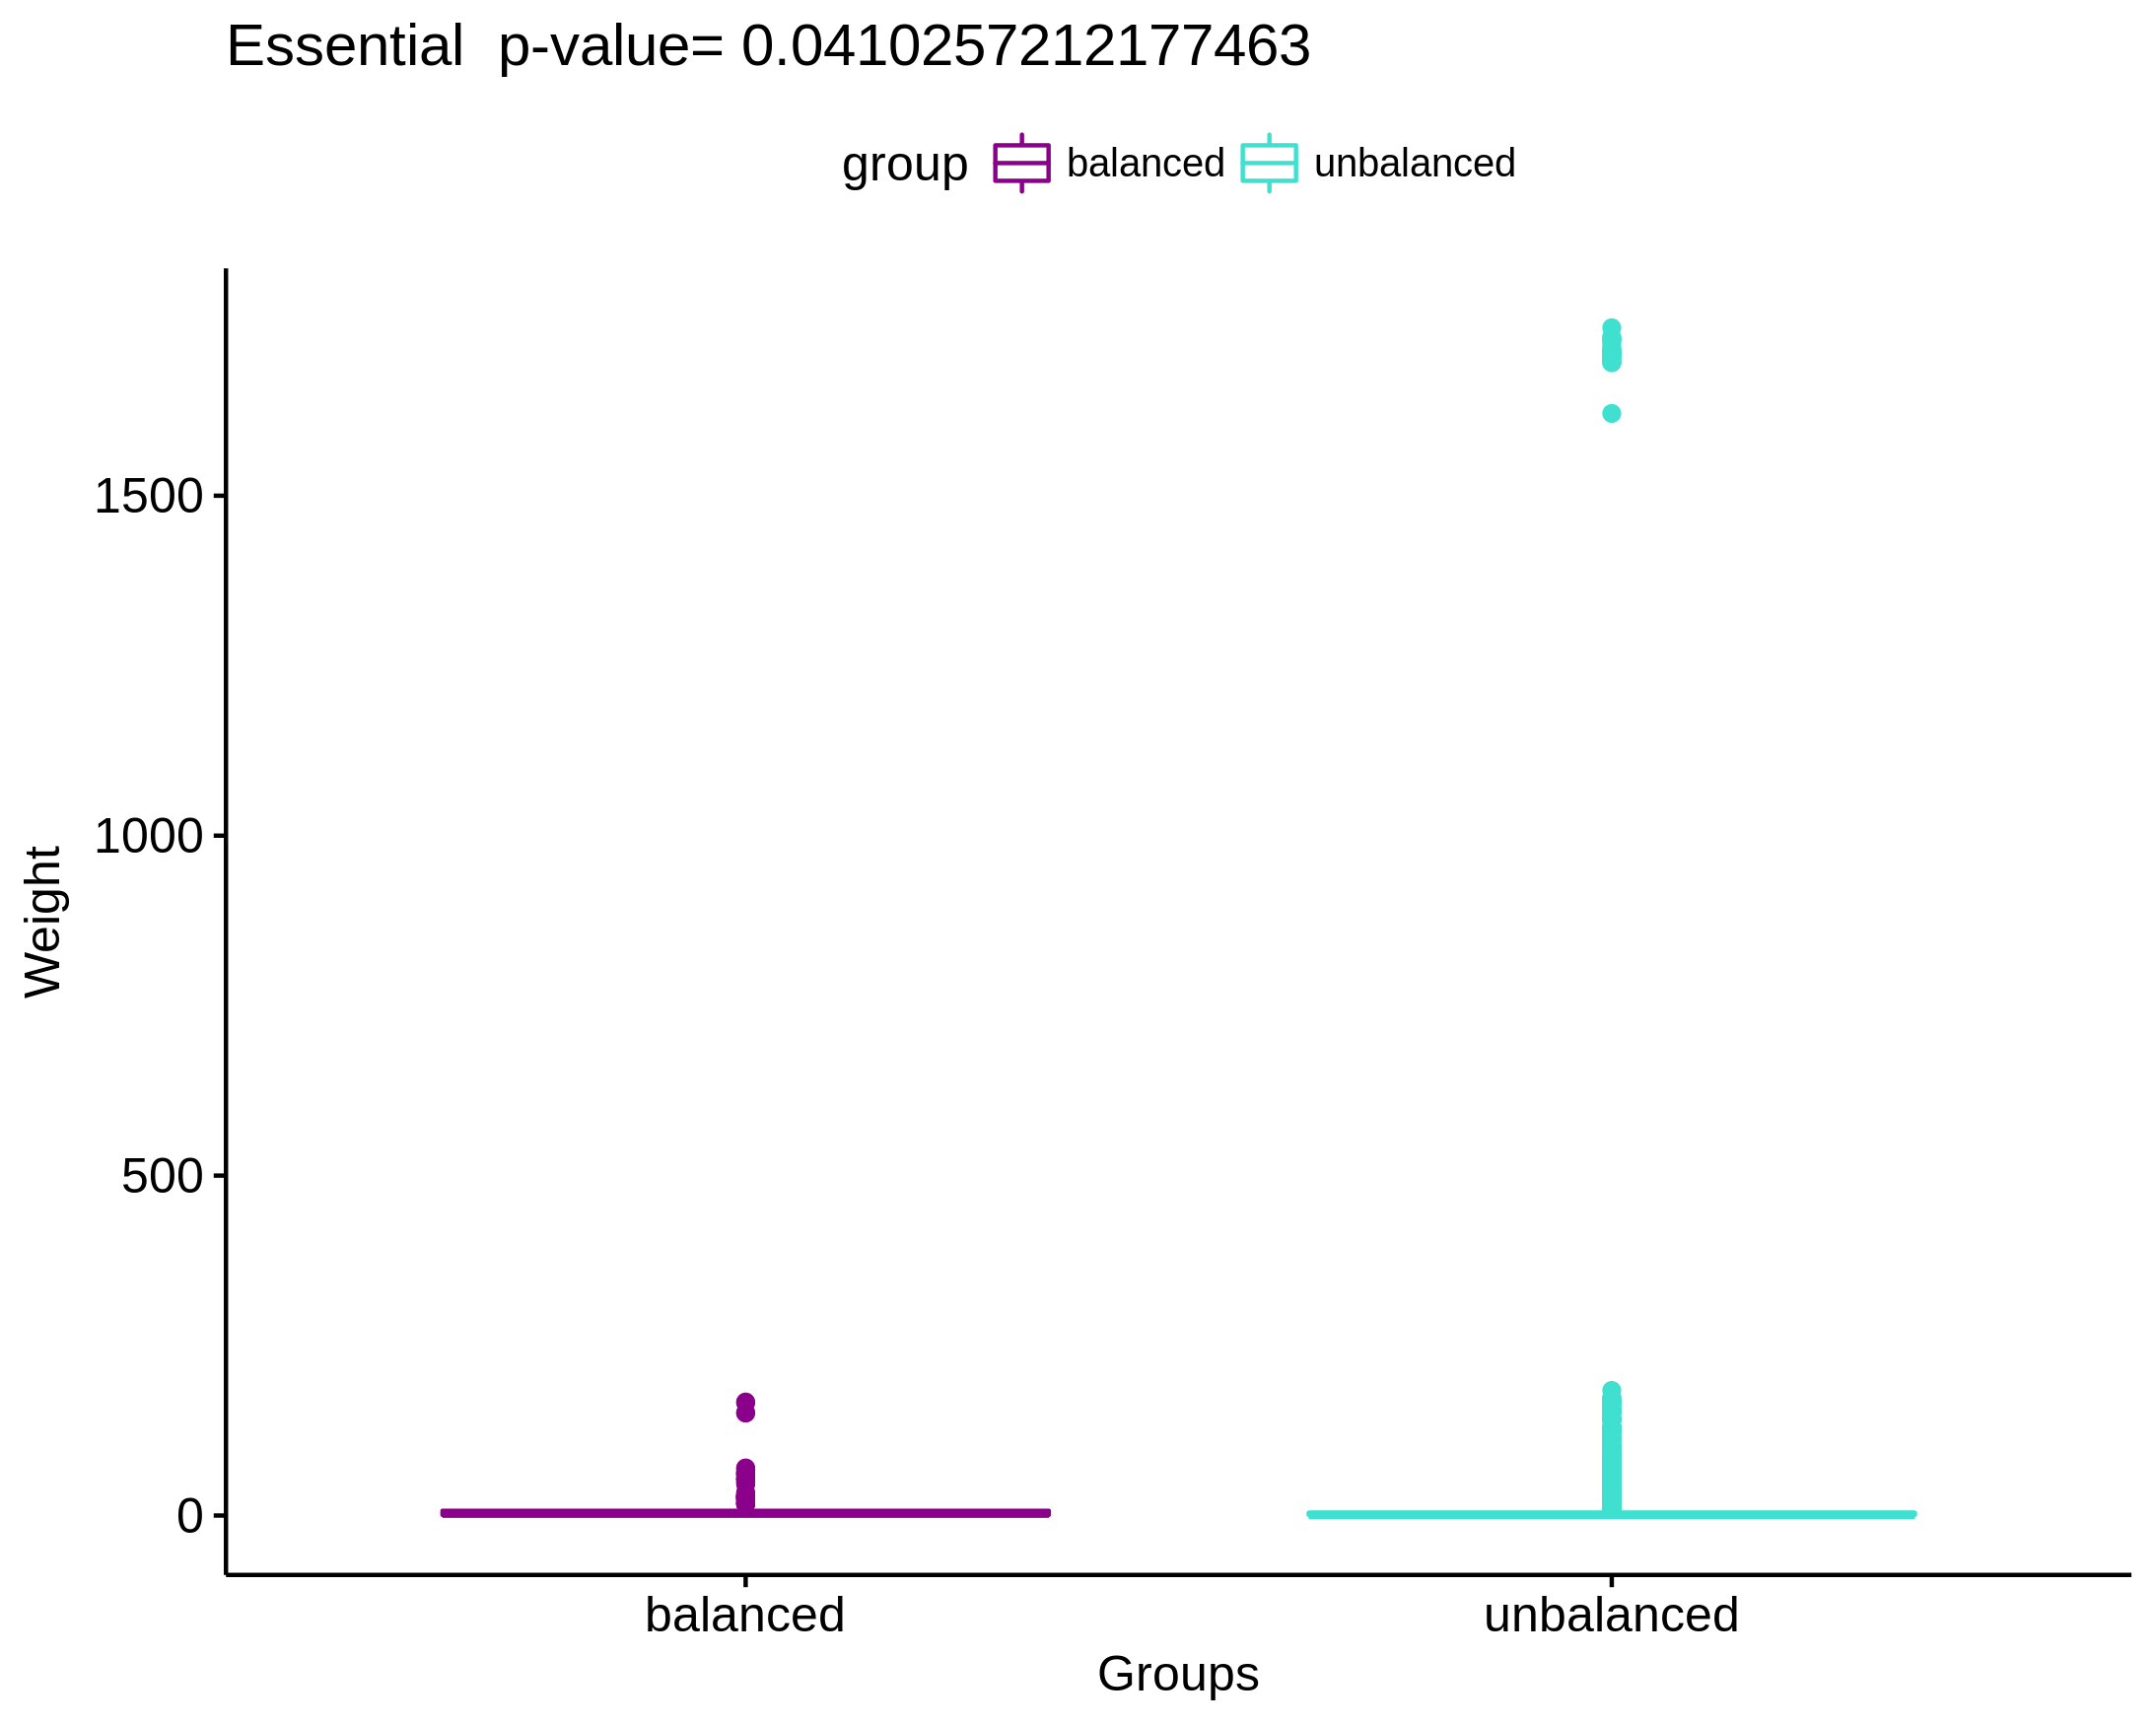 Essential  p-value= 0.0410257212177463
group balanced unbalanced
1500
1000
500
0
Weight
balanced unbalanced
Groups